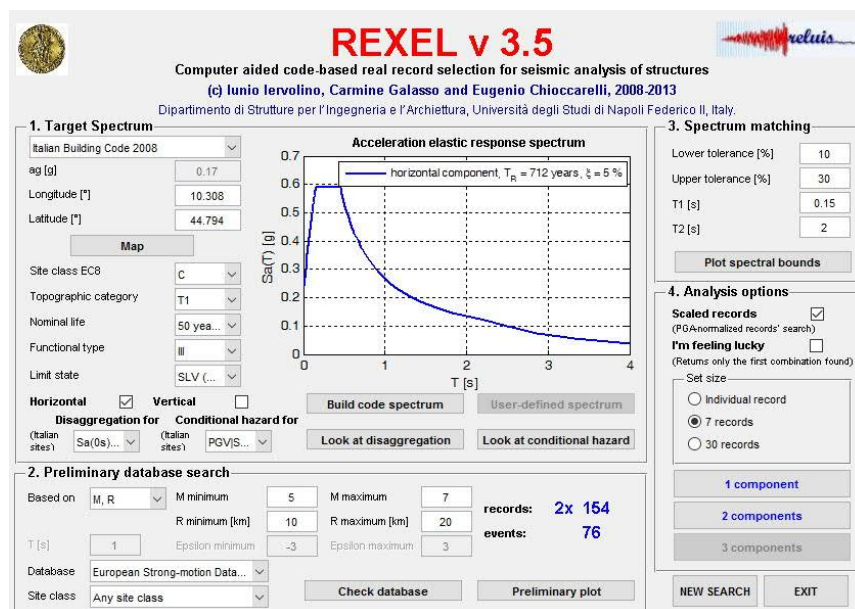 REXEL v 3.5
reluis
Computer aided code-based real record selection for seismic analysis of structures
(c) Iunio Iervolino, Carmine Galasso and Eugenio Chioccarelli, 2008-2013
Dipartimento di Strutture per l'Ingegneria e l'Archiettura, Università degli Studi di Napoli Federico II, Italy.
1. Target Spectrum
Italian Building Code 2008
ag [g] 0.17
Longitude [°] 10.308
Latitude [°] 44.794
Map
Site class EC8 C
Topographic category T1
Nominal life 50 yea...
Functional type III
Limit state SLV (...
Horizontal Vertical
Disaggregation for Conditional hazard for
(Italian sites) Sa(0s)... (Italian sites) PGV|S...
Acceleration elastic response spectrum
horizontal component, TR = 712 years, ξ = 5 %
Sa(T) [g]
0.7
0.6
0.5
0.4
0.3
0.2
0.1
0
0 1 2 3 4
T [s]
Build code spectrum User-defined spectrum
Look at disaggregation Look at conditional hazard
2. Preliminary database search
Based on M, R M minimum 5 M maximum 7
R minimum [km] 10 R maximum [km] 20
records: 2x 154
events: 76
T [s] 1 Epsilon minimum -3 Epsilon maximum 3
Database European Strong-motion Data...
Site class Any site class
Check database Preliminary plot
3. Spectrum matching
Lower tolerance [%] 10
Upper tolerance [%] 30
T1 [s] 0.15
T2 [s] 2
Plot spectral bounds
4. Analysis options
Scaled records
(PGA-normalized records' search)
I'm feeling lucky
(Returns only the first combination found)
Set size
Individual record
7 records
30 records
1 component
2 components
3 components
NEW SEARCH EXIT